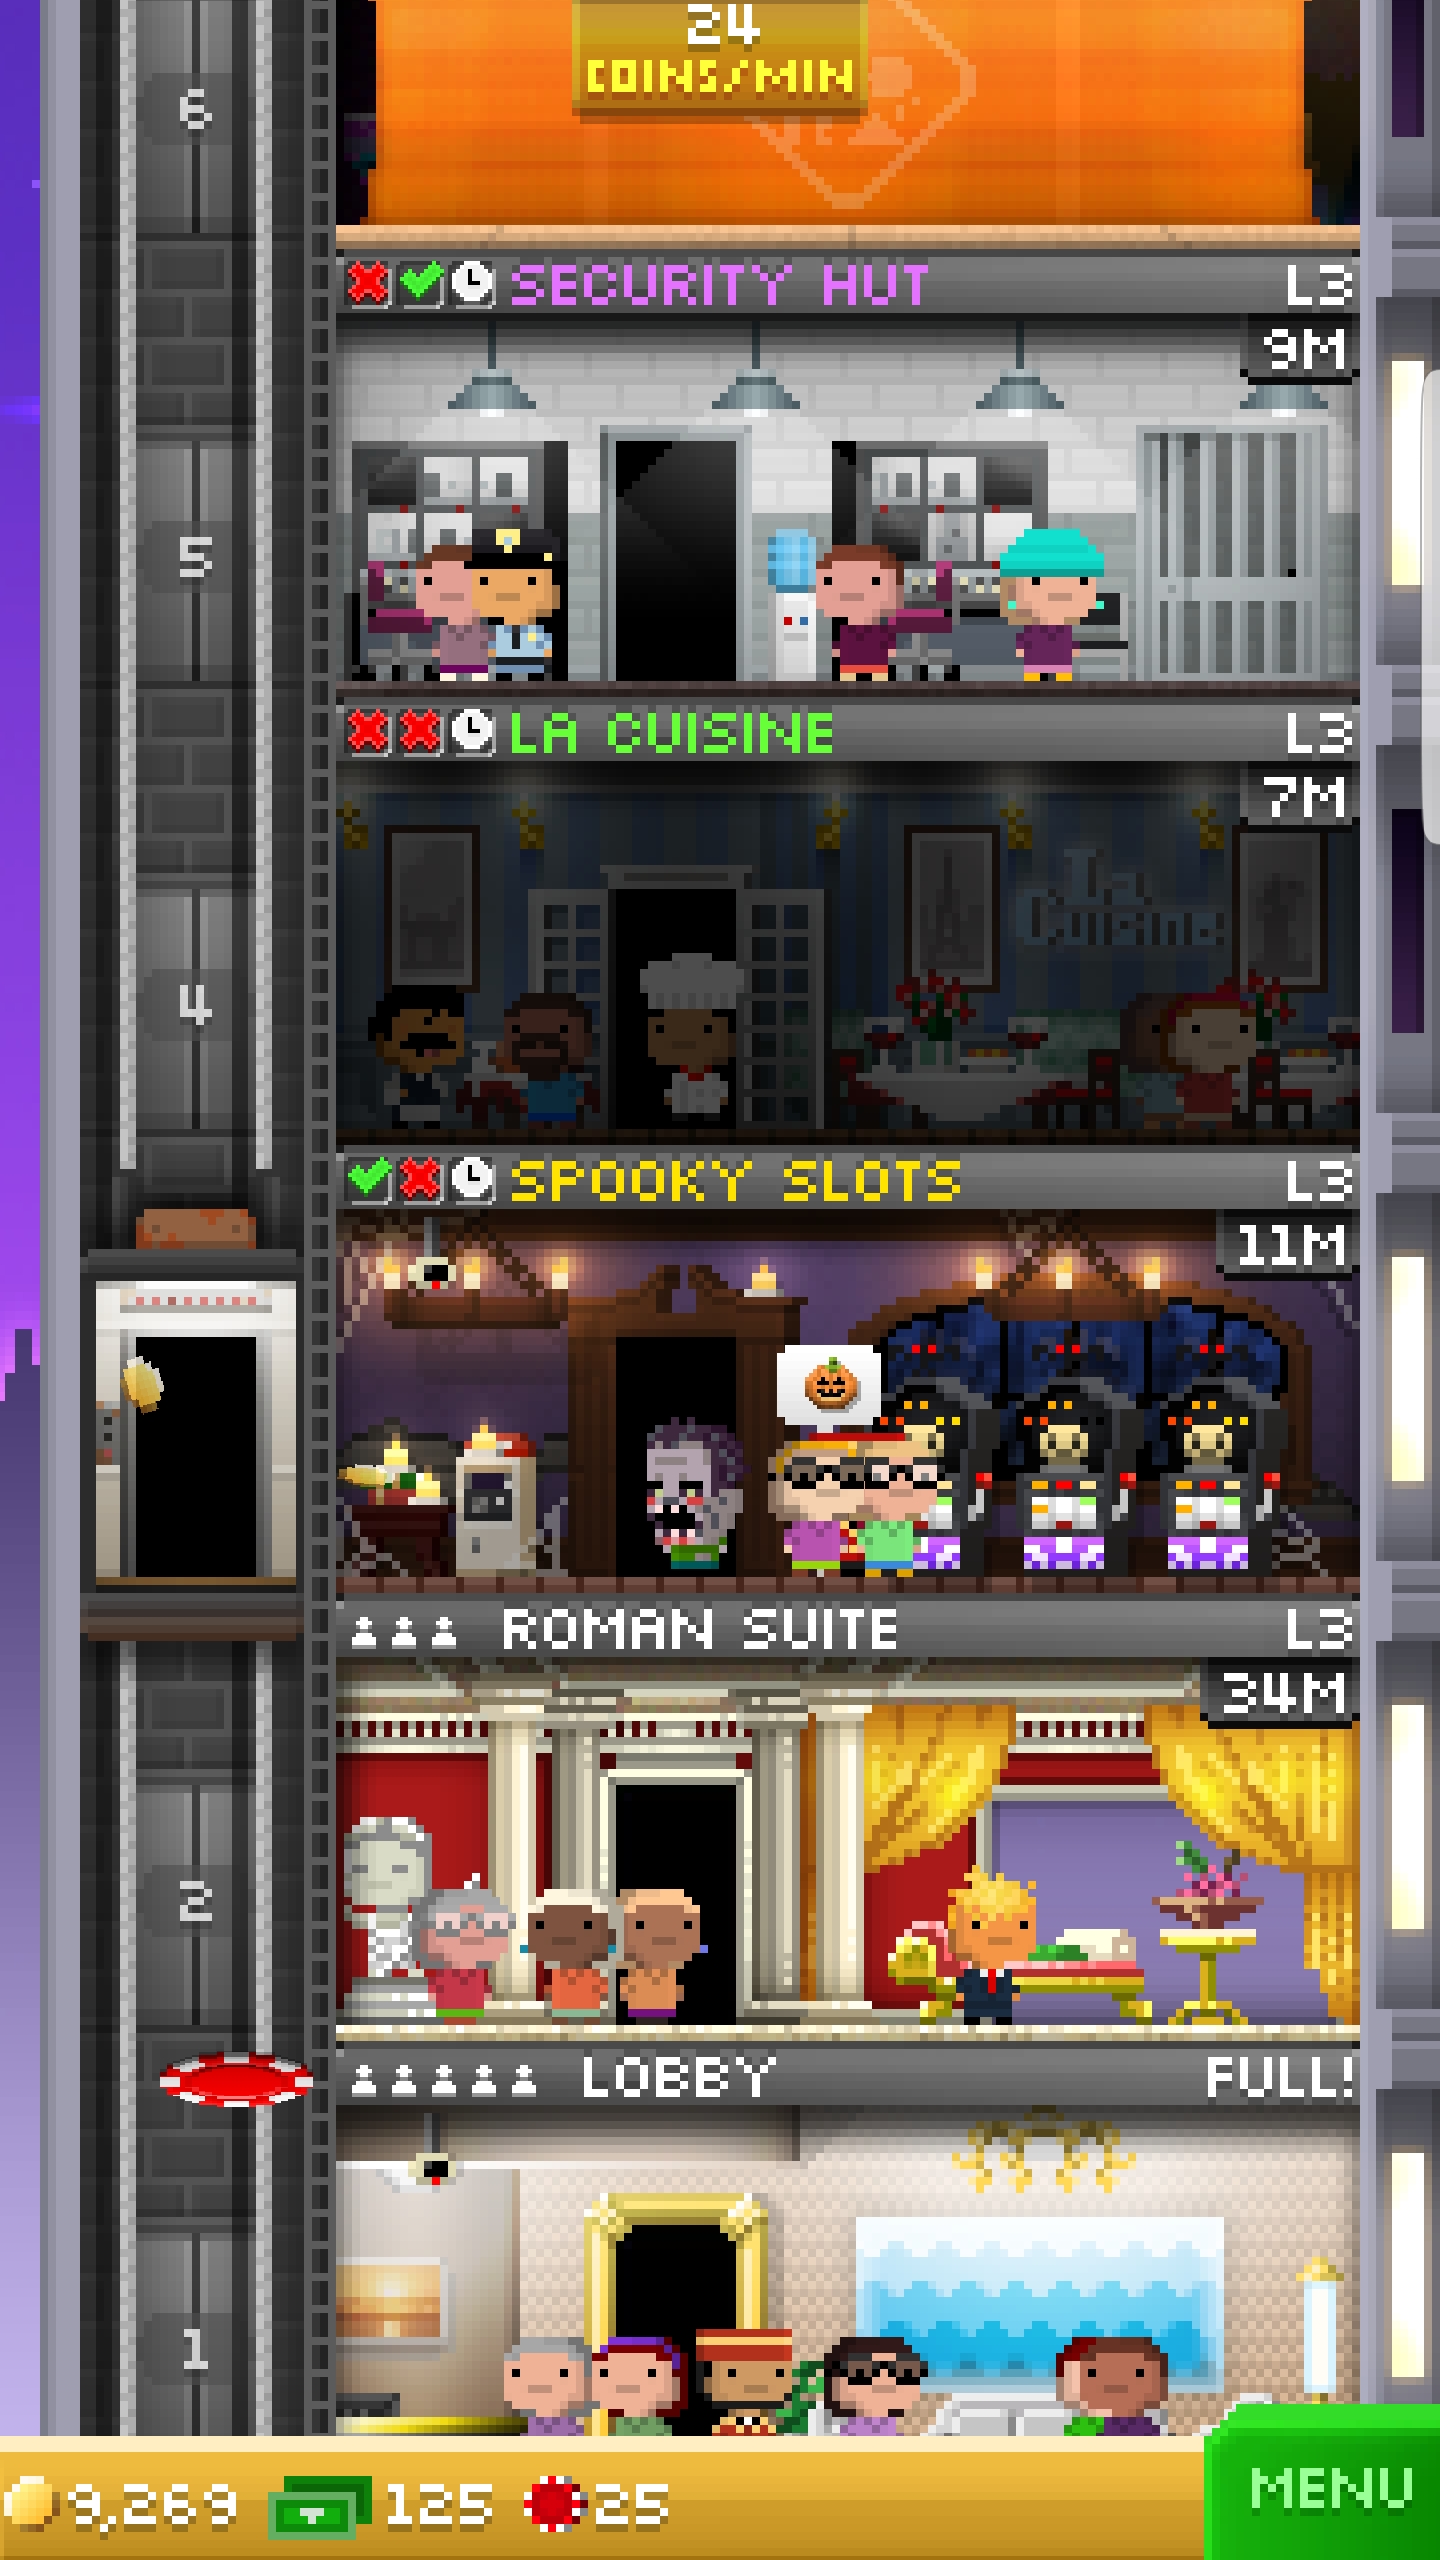 24
COINS/MIN
6
SECURITY HUT L3
9M
5
LA CUISINE L3
7M
La Cuisine
4
SPOOKY SLOTS L3
11M
ROMAN SUITE L3
34M
2
LOBBY FULL!
1
9,269 125 25 MENU